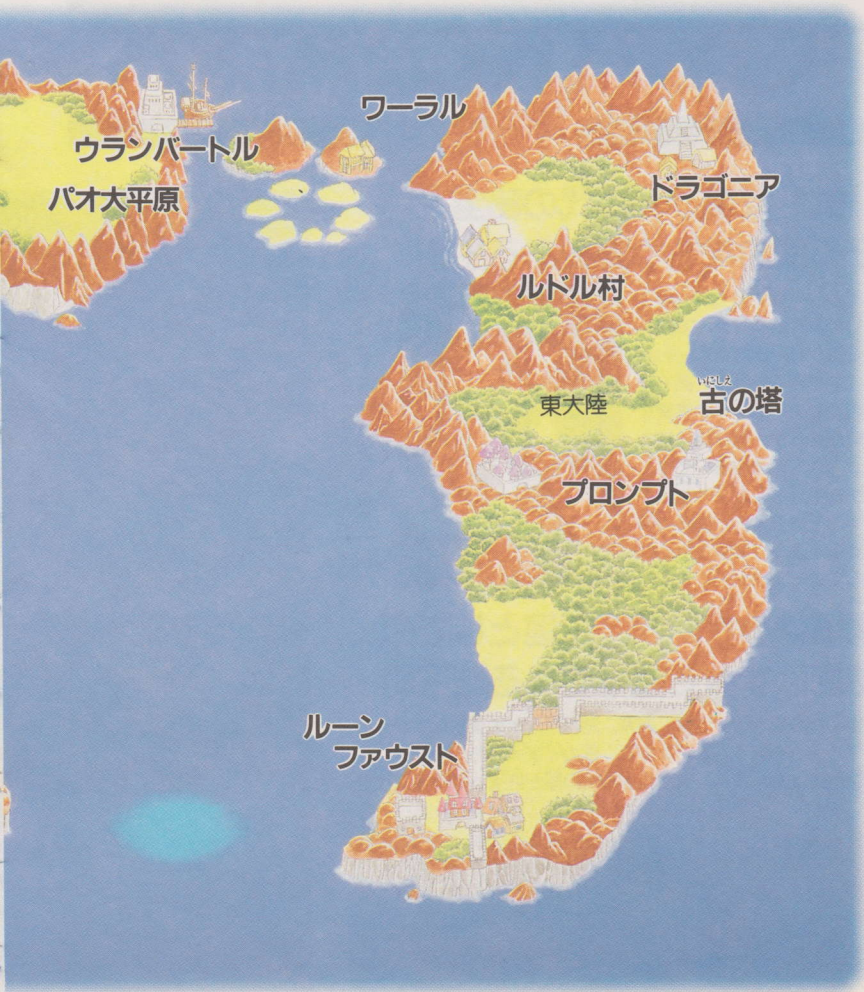 ワーラル
ウランバートル
パオ大平原
ドラゴニア
ルドル村
いにしえ
古の塔
東大陸
プロンプト
ルーン
ファウスト